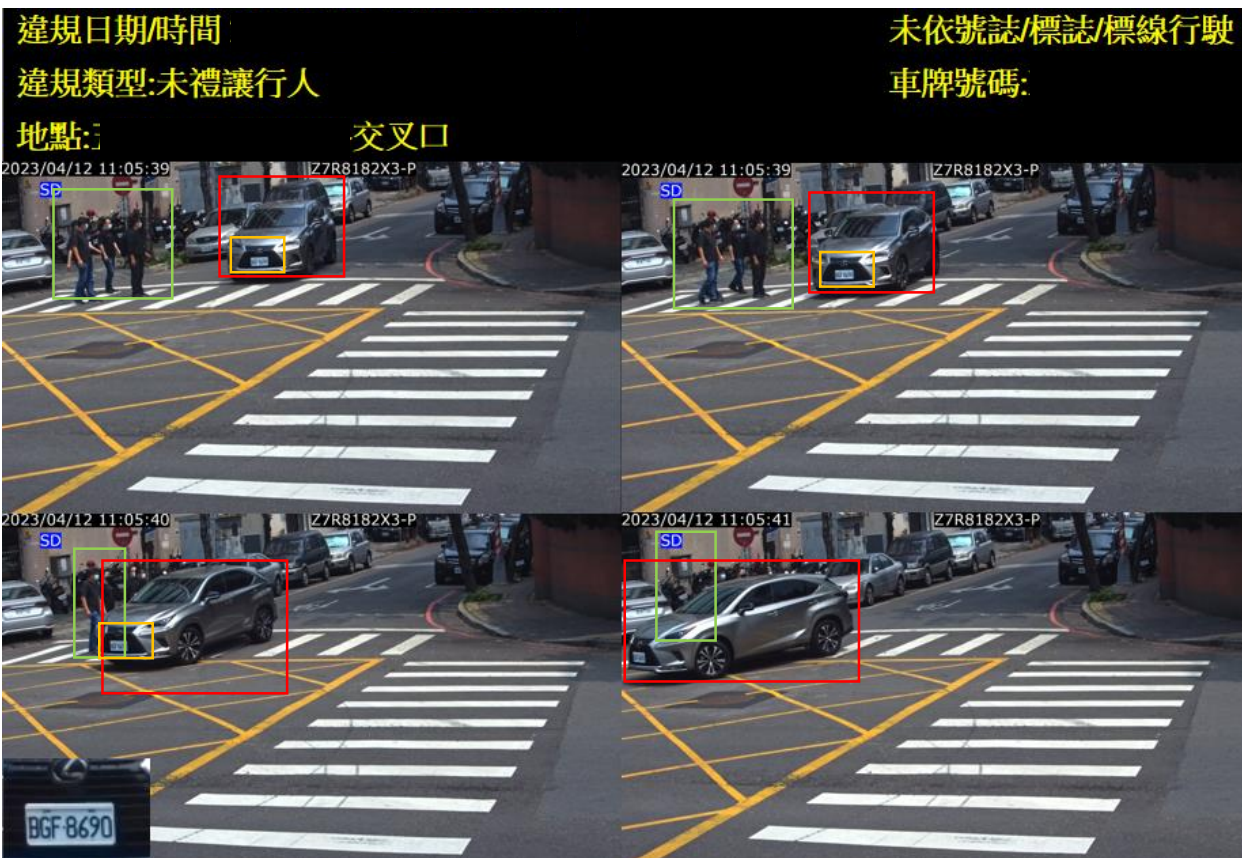 違規日期/時間:
未依號誌/標誌/標線行駛
違規類型:未禮讓行人
車牌號碼:
地點:
交叉口
2023/04/12 11:05:39
Z7R8182X3-P
SD
2023/04/12 11:05:39
Z7R8182X3-P
SD
2023/04/12 11:05:40
Z7R8182X3-P
SD
2023/04/12 11:05:41
Z7R8182X3-P
SD
BGF-8690